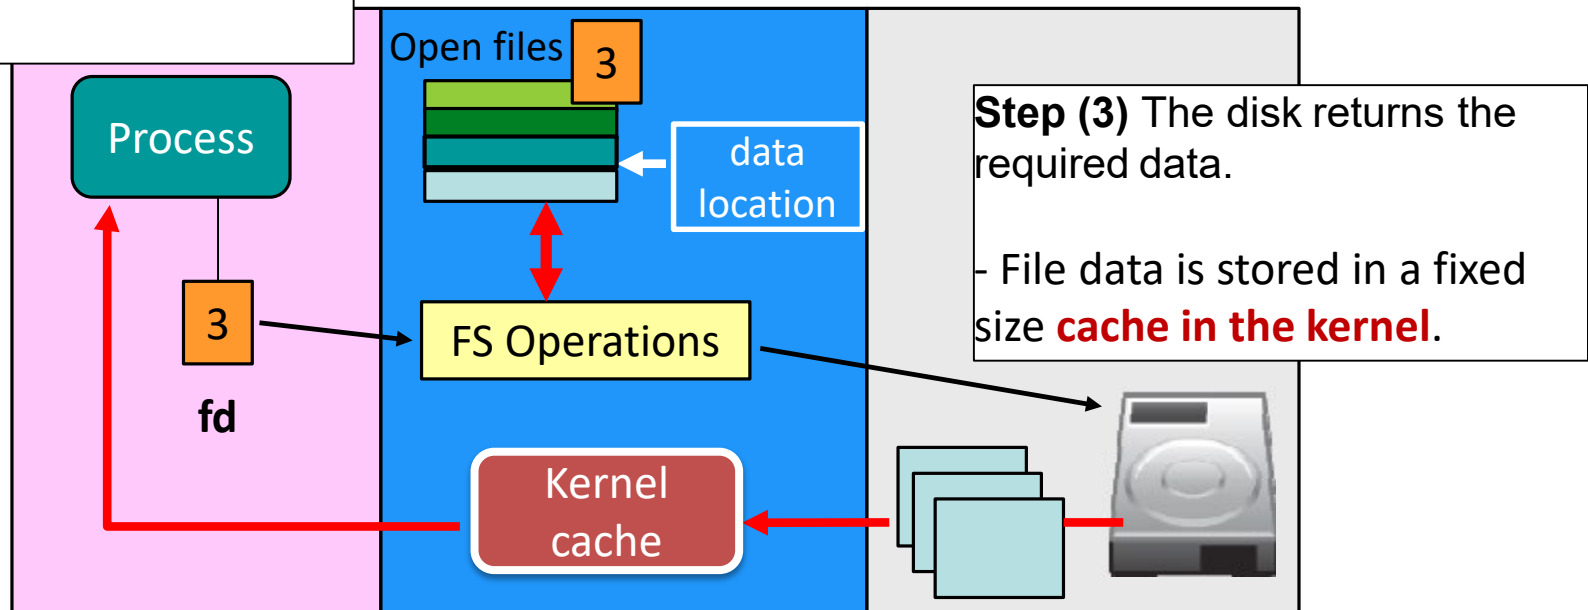 Open files
3
Process
data
location
Step (3) The disk returns the
required data.
- File data is stored in a fixed
size cache in the kernel.
3
FS Operations
fd
Kernel
cache